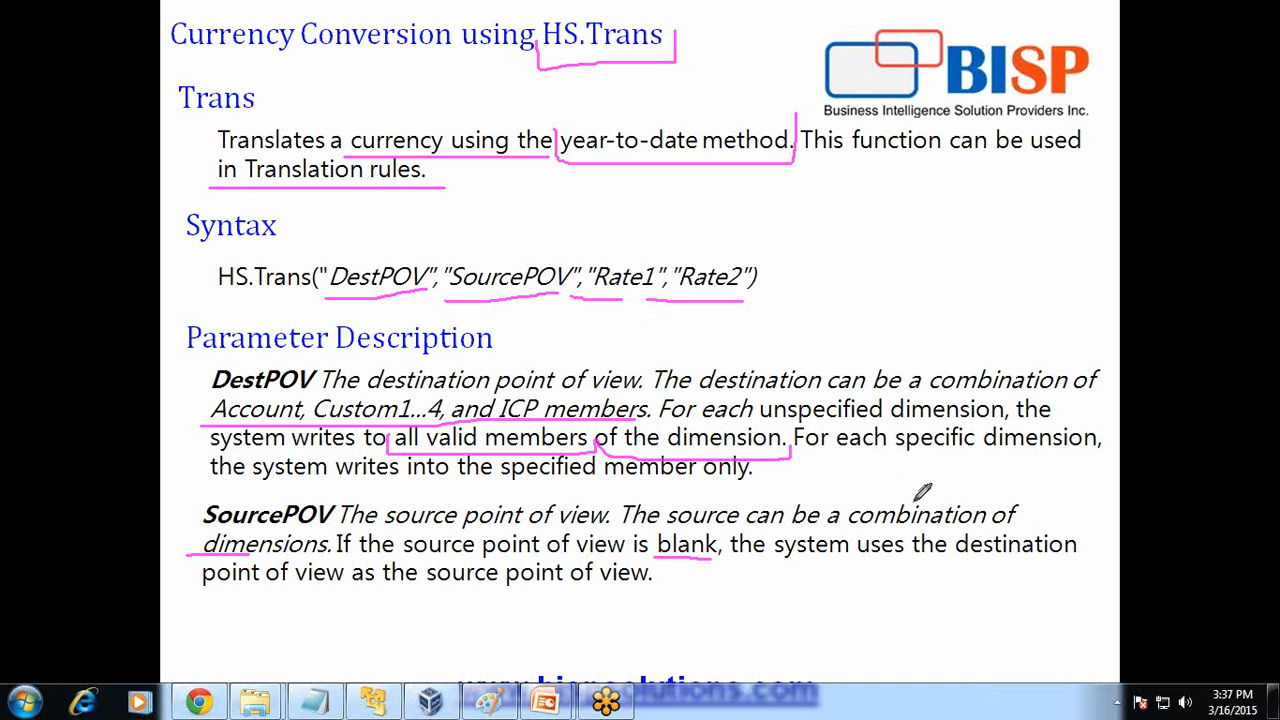 Currency Conversion using HS.Trans
BISP
Business Intelligence Solution Providers Inc.
Trans
Translates a currency using the year-to-date method. This function can be used
in Translation rules.
Syntax
HS.Trans("DestPOV","SourcePOV","Rate1","Rate2")
Parameter Description
DestPOV The destination point of view. The destination can be a combination of
Account, Custom1...4, and ICP members. For each unspecified dimension, the
system writes to all valid members of the dimension. For each specific dimension,
the system writes into the specified member only.
SourcePOV The source point of view. The source can be a combination of
dimensions. If the source point of view is blank, the system uses the destination
point of view as the source point of view.
3:37 PM
3/16/2015